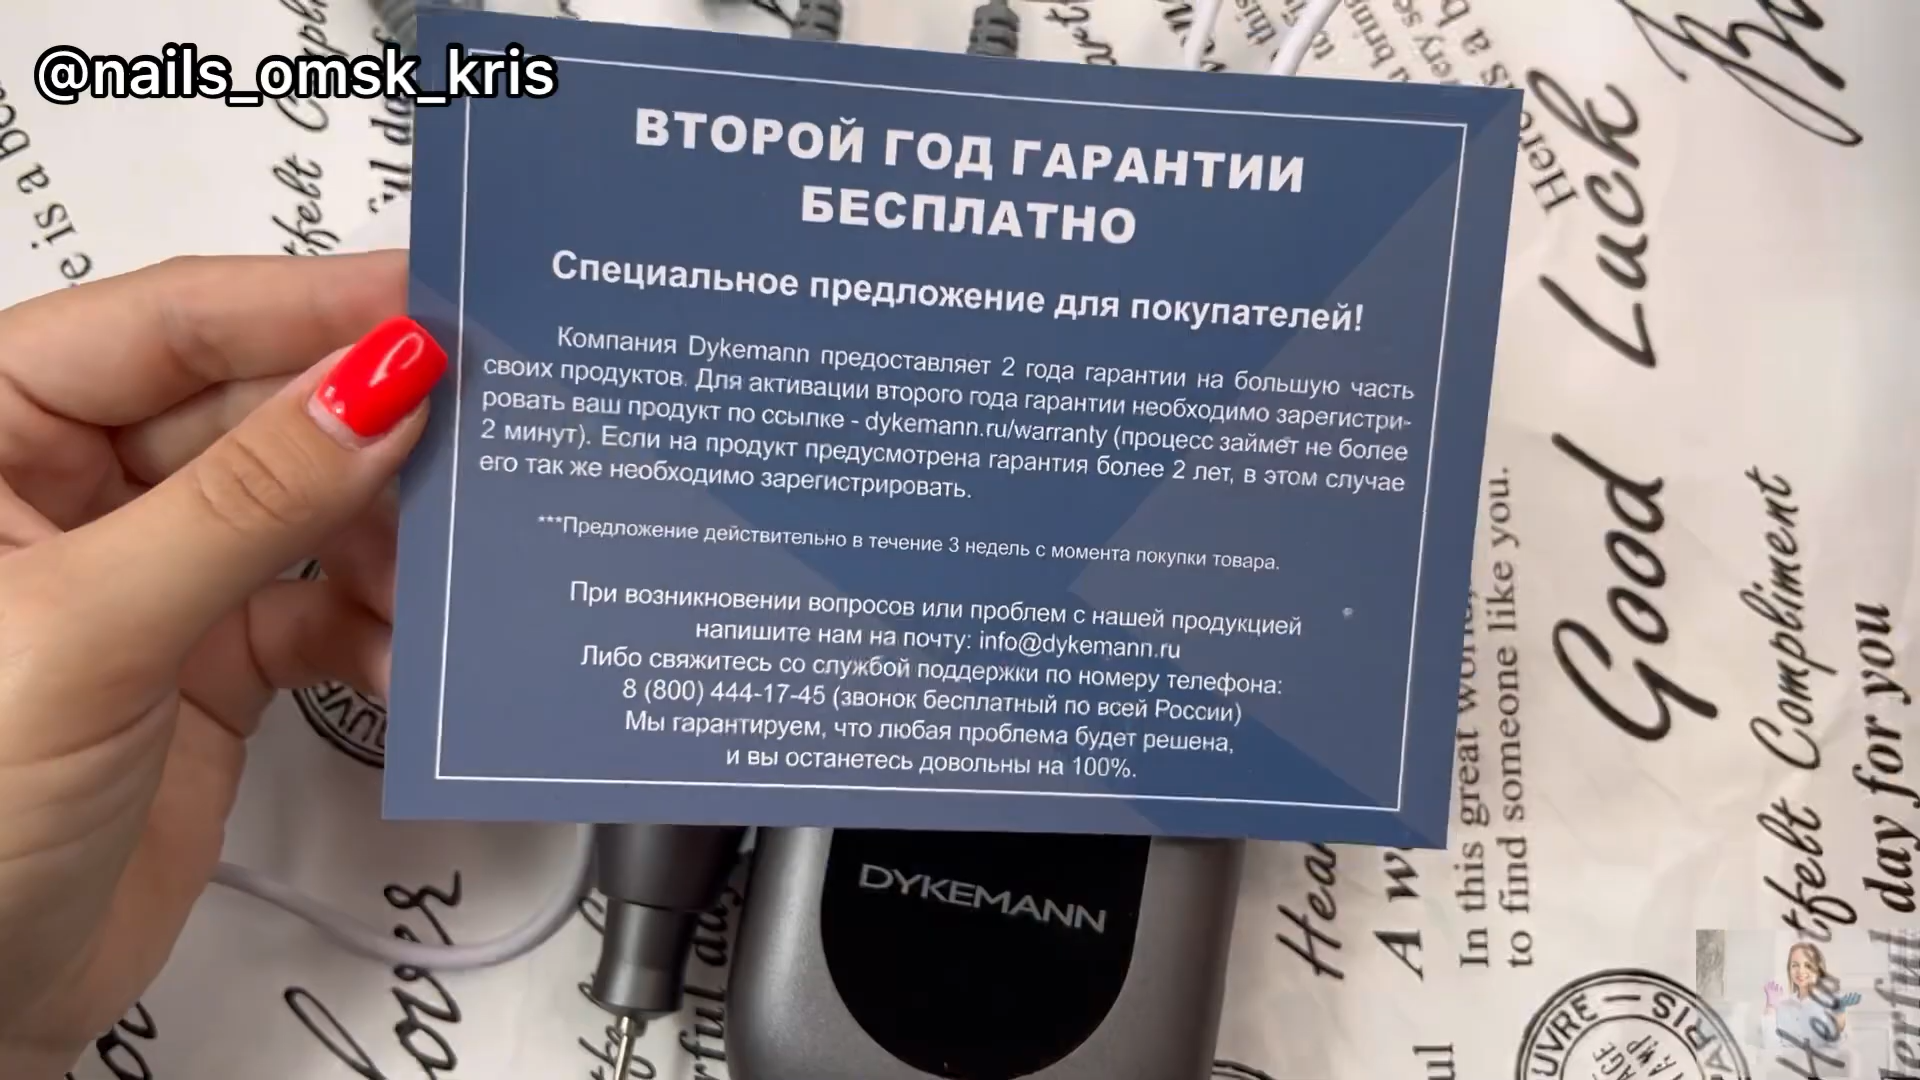 @nails_omsk_kris
ВТОРОЙ ГОД ГАРАНТИИ
БЕСПЛАТНО
Специальное предложение для покупателей!
Компания Dykemann предоставляет 2 года гарантии на большую часть
своих продуктов. Для активации второго года гарантии необходимо зарегистри-
ровать ваш продукт по ссылке - dykemann.ru/warranty (процесс займет не более
2 минут). Если на продукт предусмотрена гарантия более 2 лет, в этом случае
его так же необходимо зарегистрировать.
***Предложение действительно в течение 3 недель с момента покупки товара.
При возникновении вопросов или проблем с нашей продукцией
напишите нам на почту: info@dykemann.ru
Либо свяжитесь со службой поддержки по номеру телефона:
8 (800) 444-17-45 (звонок бесплатный по всей России)
Мы гарантируем, что любая проблема будет решена,
и вы останетесь довольны на 100%.
DYKEMANN
Good Luck
Compliment
day for you
In this great world,
to find someone like you.